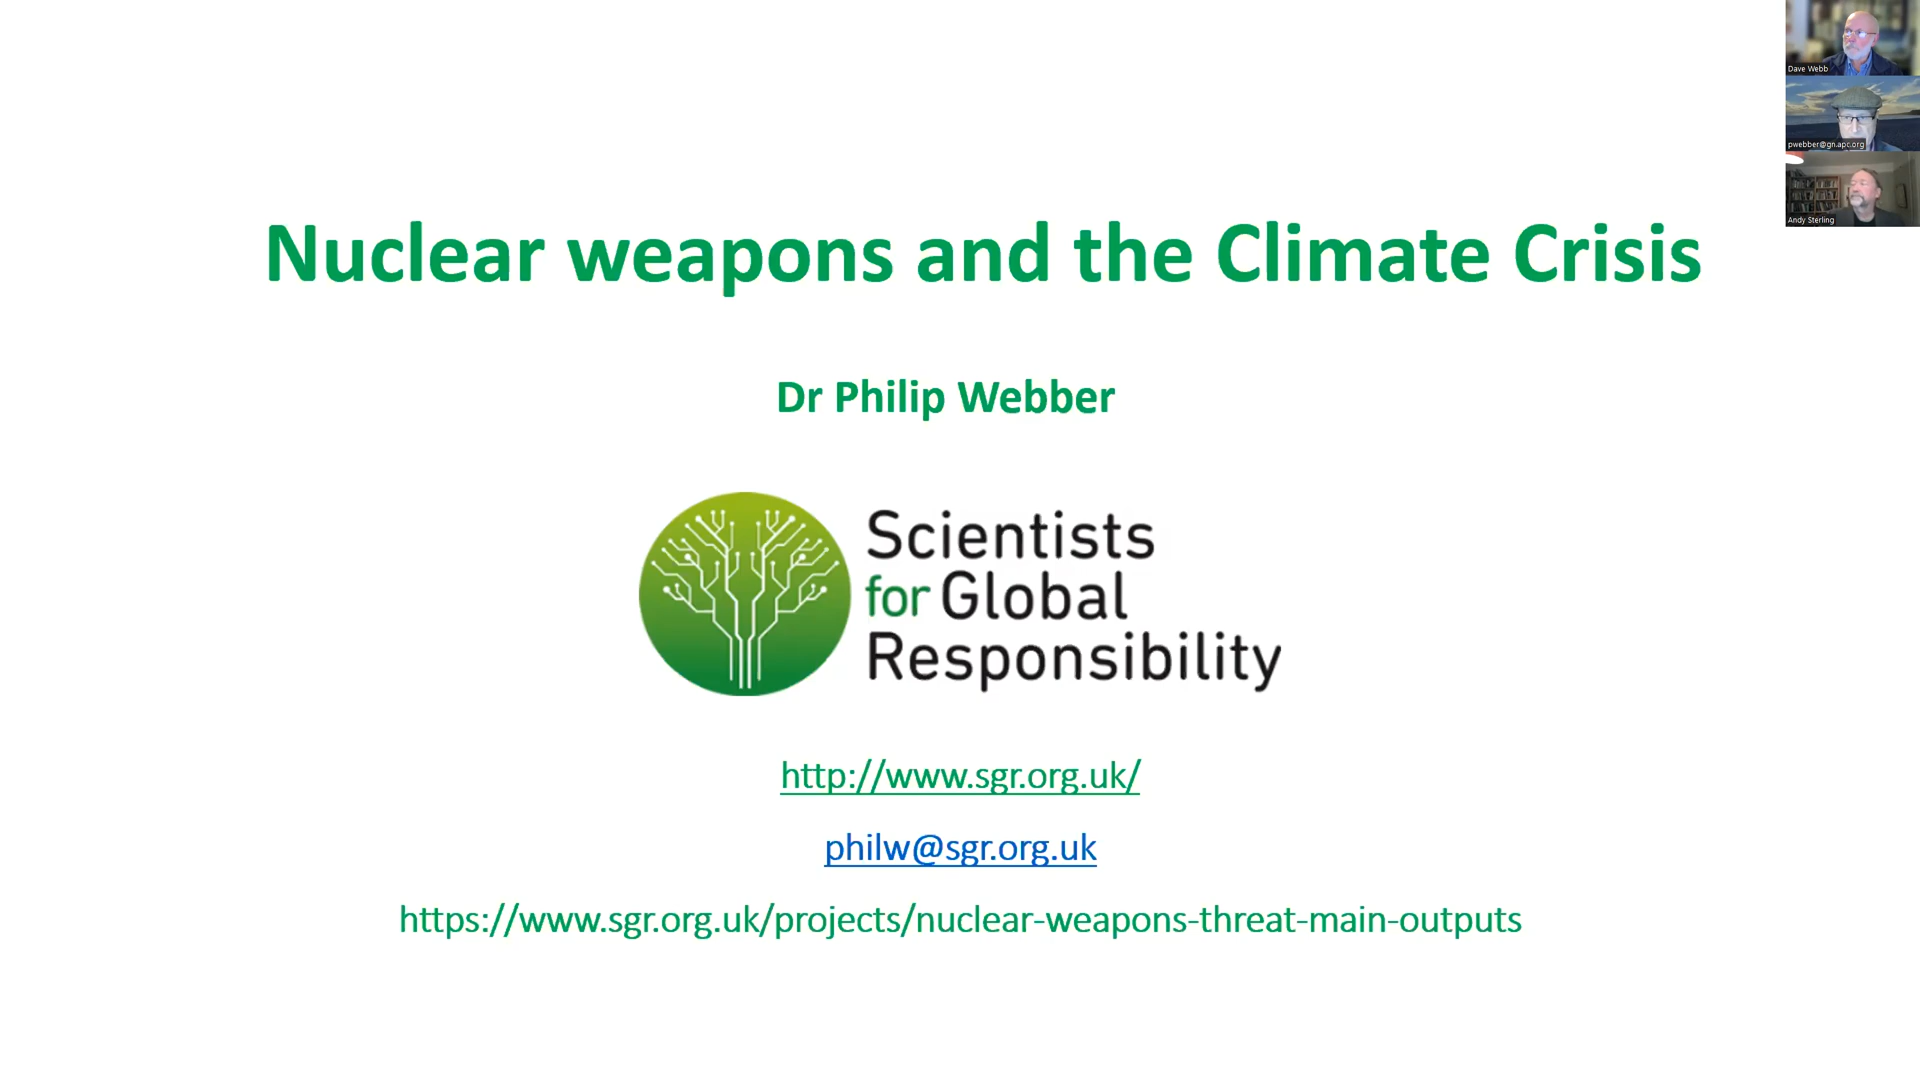 Nuclear weapons and the Climate Crisis
Dr Philip Webber
Scientists
for Global
Responsibility
http://www.sgr.org.uk/
philw@sgr.org.uk
https://www.sgr.org.uk/projects/nuclear-weapons-threat-main-outputs
Dave Webb
pwebber@gn.apc.org
Andy Sterling